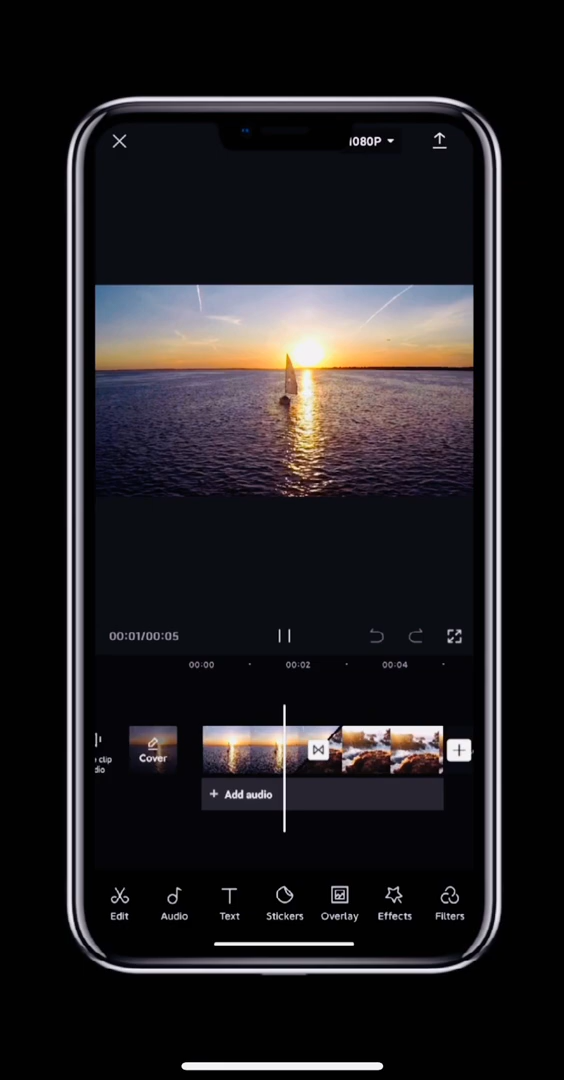 1080P
00:01/00:05
00:00
00:02
00:04
clip
Cover
+ Add audio
Edit
Audio
Text
Stickers
Overlay
Effects
Filters